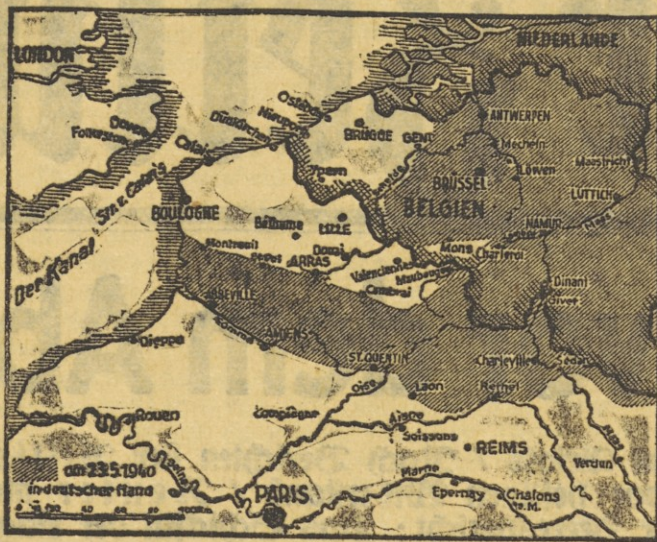 LONDON
NIEDERLANDE
Dover
Folkestone
Calais
Dünkirchen
Nieuport
Ostende
BRÜGGE
GENT
ANTWERPEN
Mecheln
Löwen
Maastricht
Ypern
BRÜSSEL
LÜTTICH
BELGIEN
Str. v. Calais
Der Kanal
BOULOGNE
Béthune
LILLE
NAMUR
Maas
Mons
Charleroi
Montreuil
Douai
ARRAS
Valenciennes
Maubeuge
Cambrai
Dinant
Givet
ABBEVILLE
Somme
AMIENS
Dieppe
ST. QUENTIN
Charleville
Sedan
Oise
Laon
Rethel
Rouen
Compiègne
Aisne
Soissons
REIMS
Maas
Verdun
am 23.5.1940
in deutscher Hand
Seine
Marne
PARIS
Epernay
Chalons
a. M.